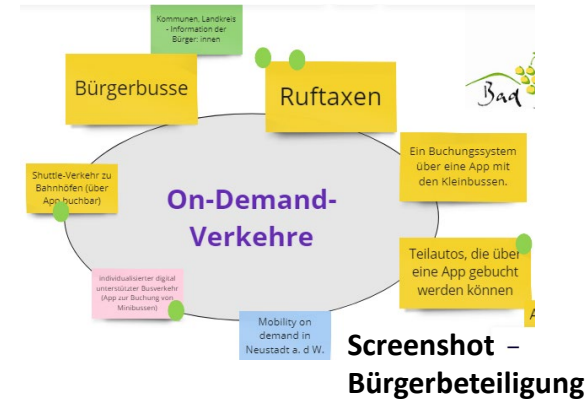 Kommunen, Landkreis
- Information der
Bürger: innen
Bürgerbusse
Ruftaxen
Bad
Ein Buchungssystem
über eine App mit
den Kleinbussen.
Shuttle-Verkehr zu
Bahnhöfen (über
App buchbar)
On-Demand-
Verkehre
Teilautos, die über
eine App gebucht
werden können
Individualisierter digital
unterstützter Busverkehr
(App zur Buchung von
Minibussen)
Mobility on
demand in
Neustadt a. d W.
A
Screenshot –
Bürgerbeteiligung